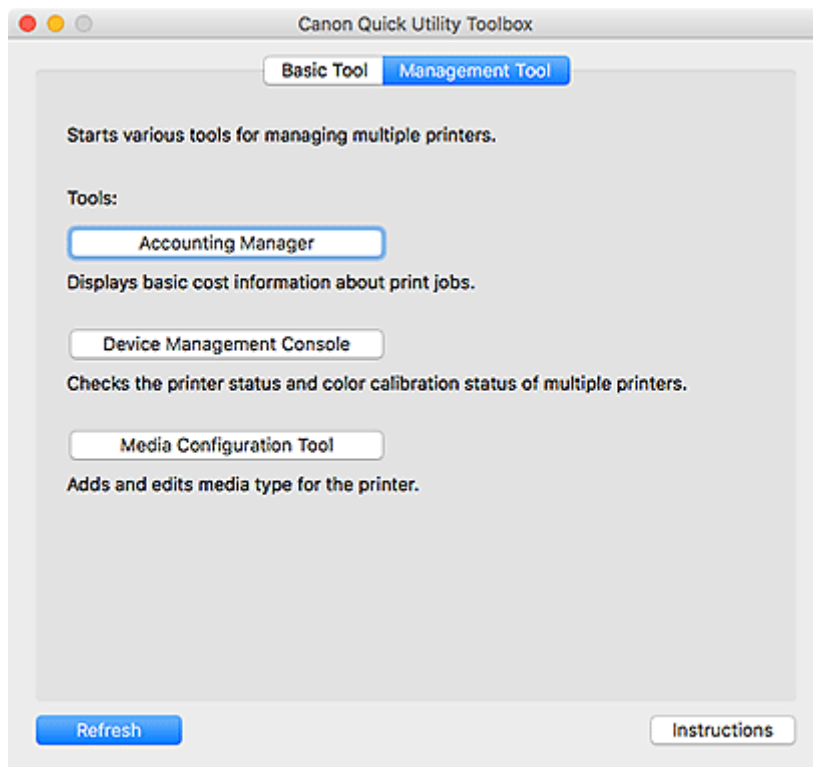 Canon Quick Utility Toolbox
Basic Tool Management Tool
Starts various tools for managing multiple printers.
Tools:
Accounting Manager
Displays basic cost information about print jobs.
Device Management Console
Checks the printer status and color calibration status of multiple printers.
Media Configuration Tool
Adds and edits media type for the printer.
Refresh Instructions